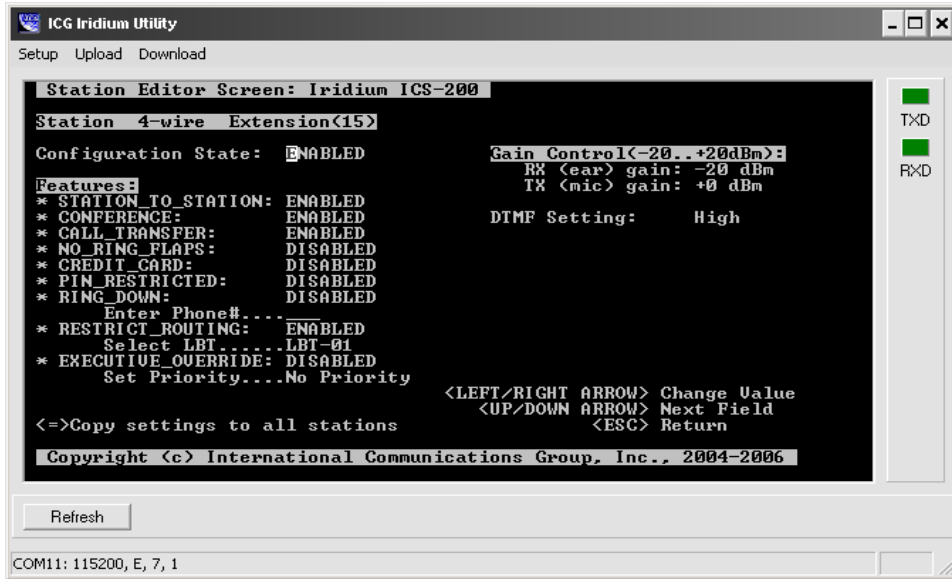 ICG Iridium Utility
Setup Upload Download
Station Editor Screen: Iridium ICS-200
Station 4-wire Extension(15)
Configuration State: ENABLED
Gain Control(-20..+20dBm):
RX (ear) gain: -20 dBm
TX (mic) gain: +0 dBm
DTMF Setting: High
Features:
* STATION_TO_STATION: ENABLED
* CONFERENCE: ENABLED
* CALL_TRANSFER: ENABLED
* NO_RING_FLAPS: DISABLED
* CREDIT_CARD: DISABLED
* PIN_RESTRICTED: DISABLED
* RING_DOWN: DISABLED
Enter Phone#....___
* RESTRICT_ROUTING: ENABLED
Select LBT......LBT-01
* EXECUTIVE_OVERRIDE: DISABLED
Set Priority....No Priority
<LEFT/RIGHT ARROW> Change Value
<UP/DOWN ARROW> Next Field
<=>Copy settings to all stations
<ESC> Return
Copyright (c) International Communications Group, Inc., 2004-2006
TXD
RXD
Refresh
COM11: 115200, E, 7, 1